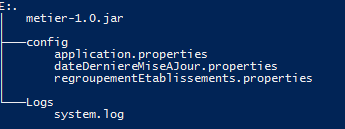 E:.
metier-1.0.jar
config
application.properties
dateDerniereMiseAJour.properties
regroupementEtablissements.properties
Logs
system.log